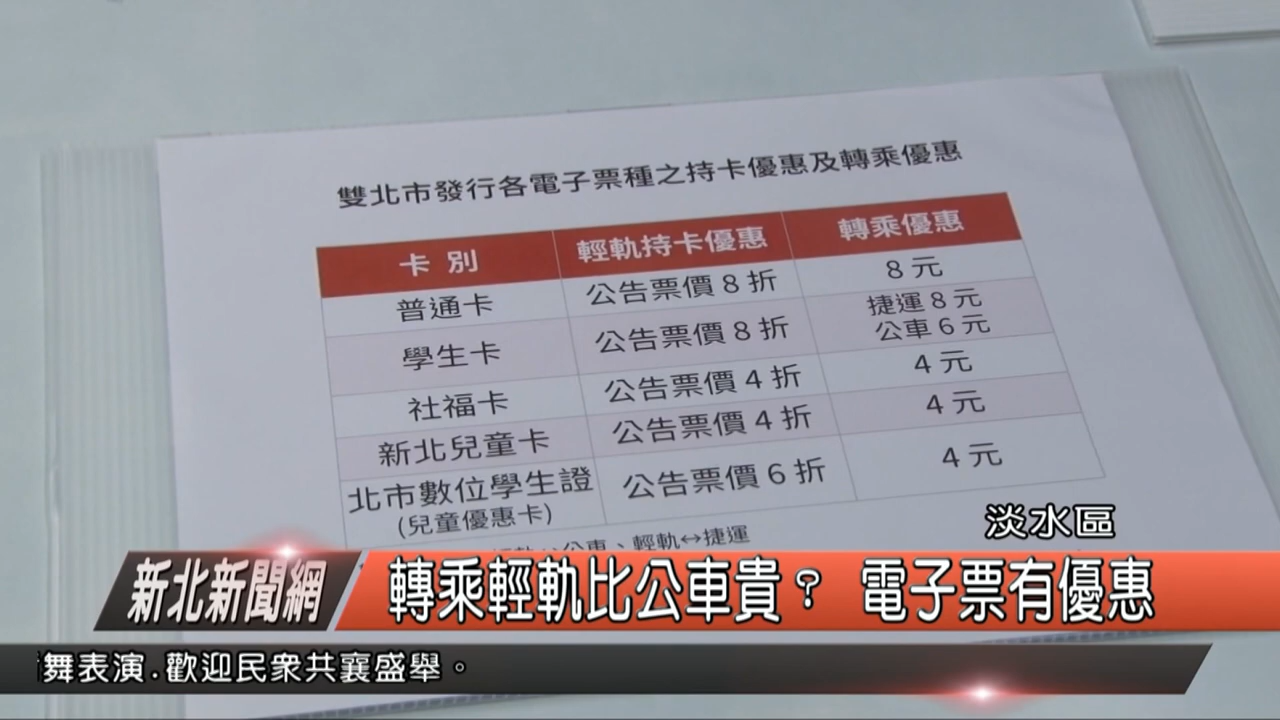 雙北市發行各電子票種之持卡優惠及轉乘優惠
卡別 輕軌持卡優惠 轉乘優惠
普通卡 公告票價8折 8元
學生卡 公告票價8折 捷運8元
公車6元
社福卡 公告票價4折 4元
新北兒童卡 公告票價4折 4元
北市數位學生證 公告票價6折 4元
(兒童優惠卡)
公車、輕軌↔捷運
淡水區
新北新聞網 轉乘輕軌比公車貴? 電子票有優惠
舞表演.歡迎民眾共襄盛舉。